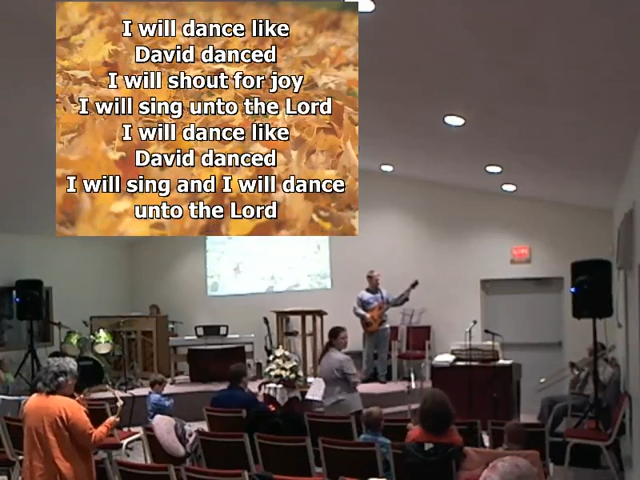 I will dance like
David danced
I will shout for joy
I will sing unto the Lord
I will dance like
David danced
I will sing and I will dance
unto the Lord